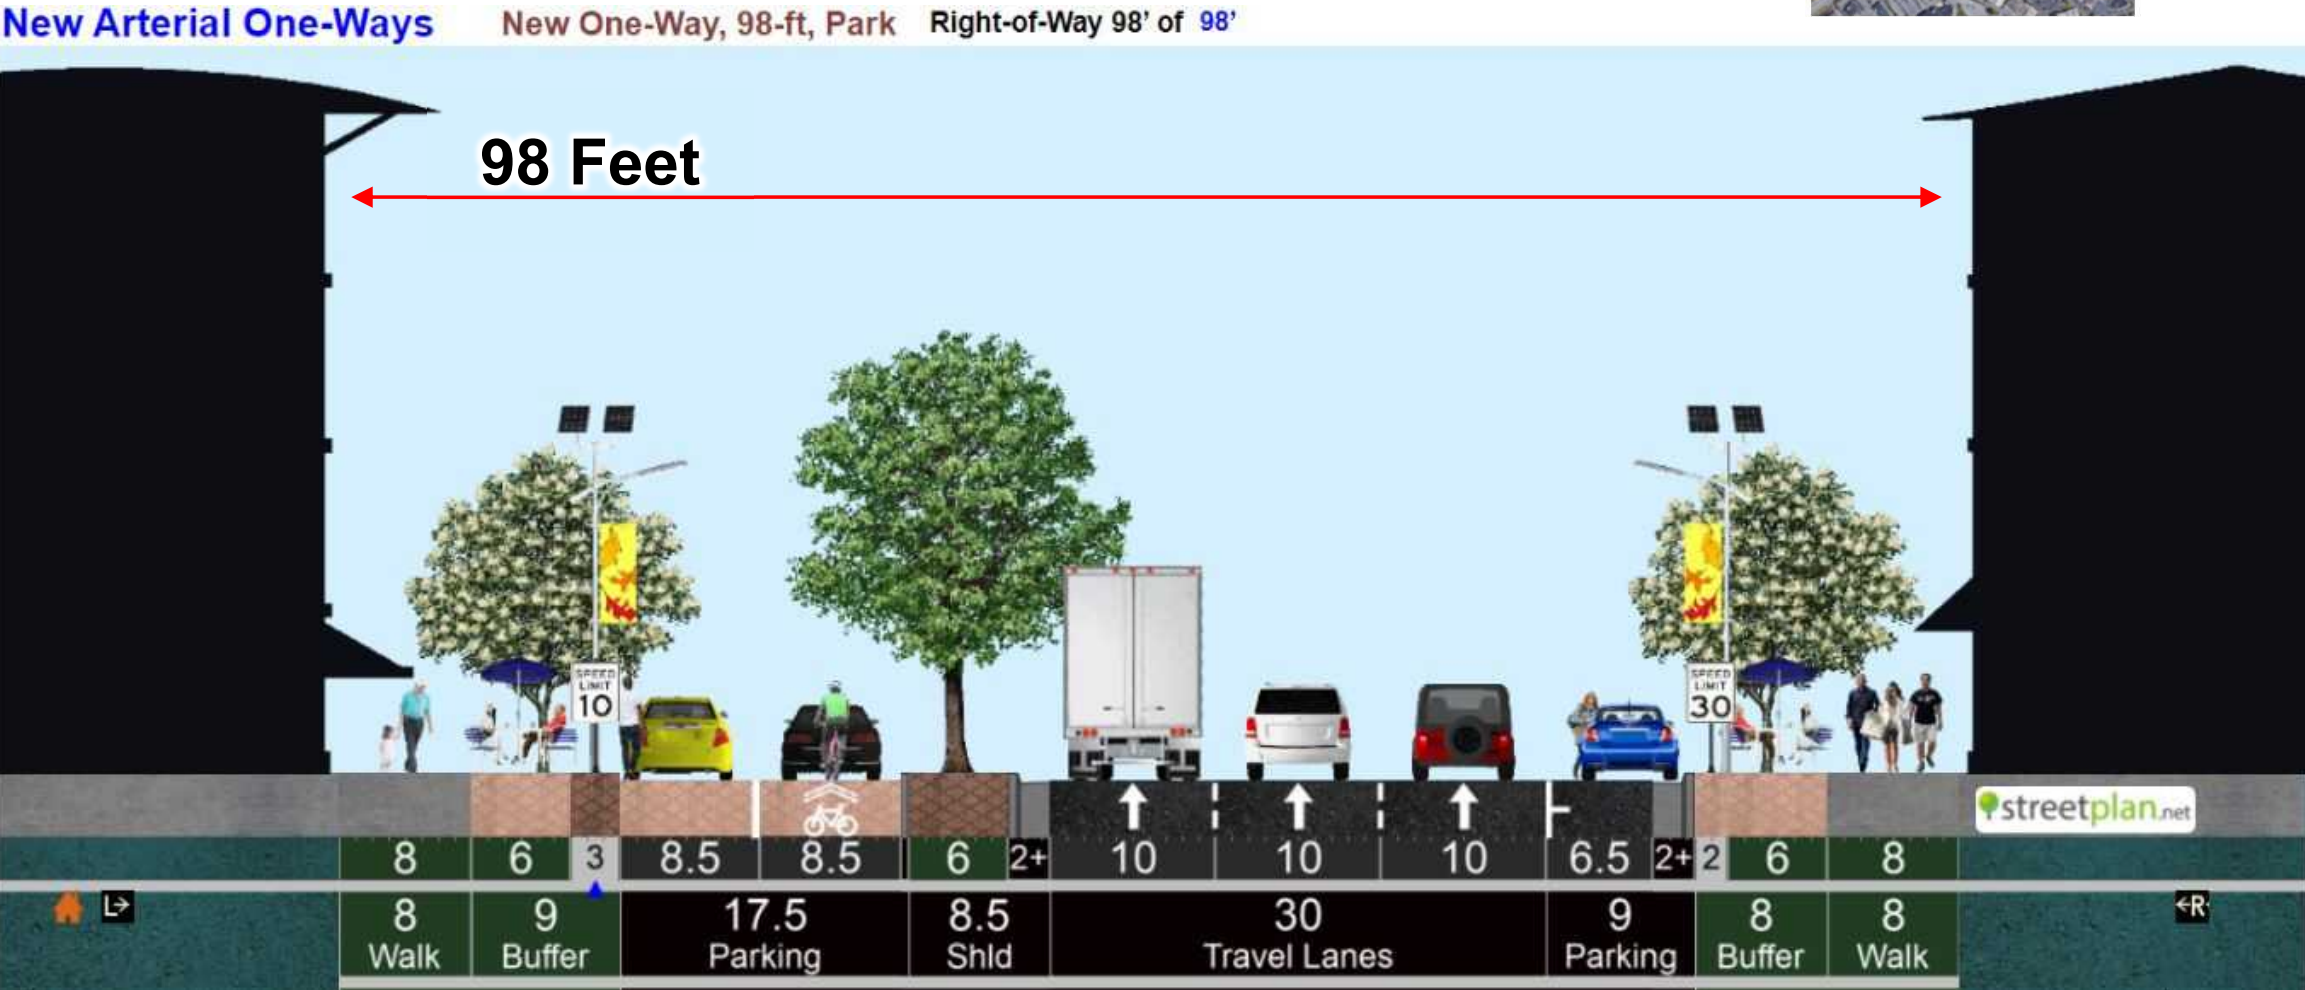 New Arterial One-Ways New One-Way, 98-ft, Park Right-of-Way 98' of 98'
98 Feet
SPEED
LIMIT
10
SPEED
LIMIT
30
streetplan.net
8 6 3 8.5 8.5 6 2+ 10 10 10 6.5 2+ 2 6 8
L
R
8 9 17.5 8.5 30 9 8 8
Walk Buffer Parking Shld Travel Lanes Parking Buffer Walk